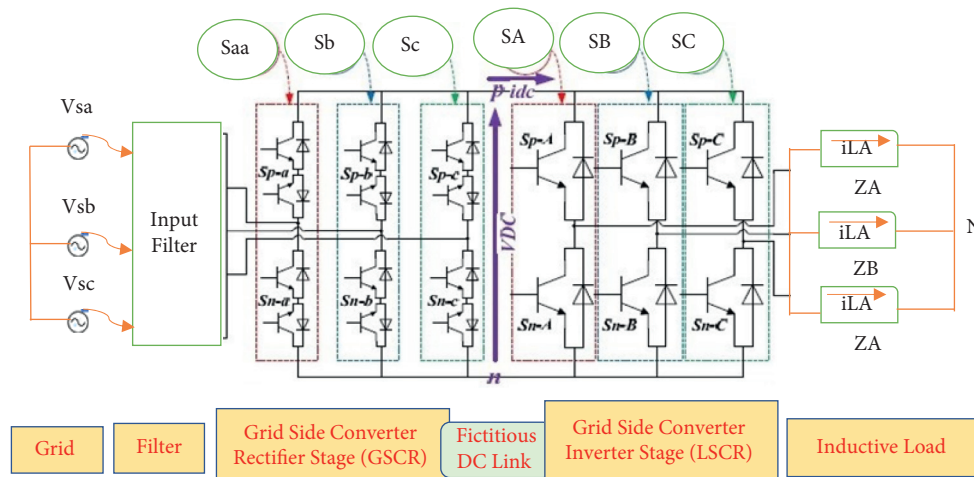 Saa
Sb
Sc
SA
SB
SC
p idc
Vsa
Vsb
Vsc
Input
Filter
Sp-a
Sp-b
Sp-c
Sn-a
Sn-b
Sn-c
VDC
n
Sp-A
Sp-B
Sp-C
Sn-A
Sn-B
Sn-C
iLA
ZA
iLA
ZB
iLA
ZA
N
Grid
Filter
Grid Side Converter
Rectifier Stage (GSCR)
Fictitious
DC Link
Grid Side Converter
Inverter Stage (LSCR)
Inductive Load